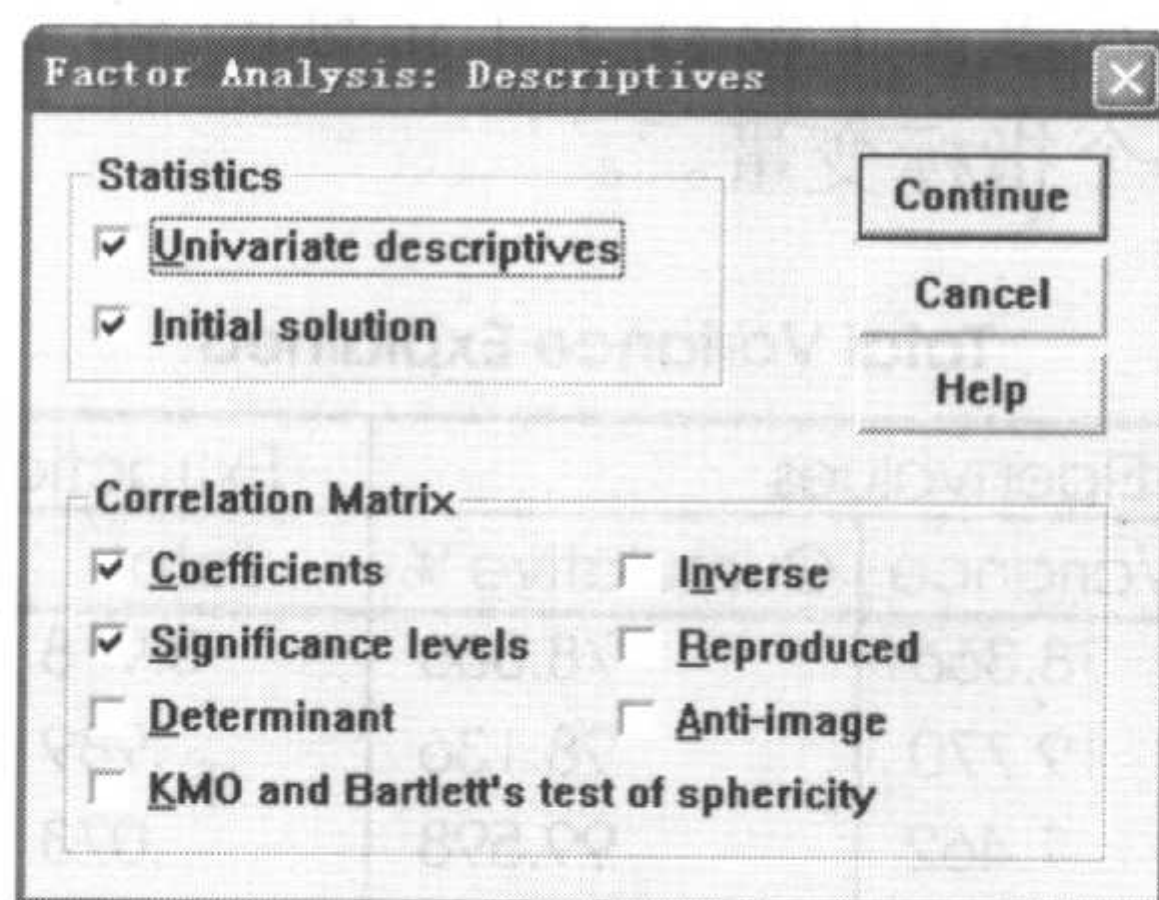 Factor Analysis: Descriptives
Statistics
Univariate descriptives
Initial solution
Continue
Cancel
Help
Correlation Matrix
Coefficients
Inverse
Significance levels
Reproduced
Determinant
Anti-image
KMO and Bartlett's test of sphericity